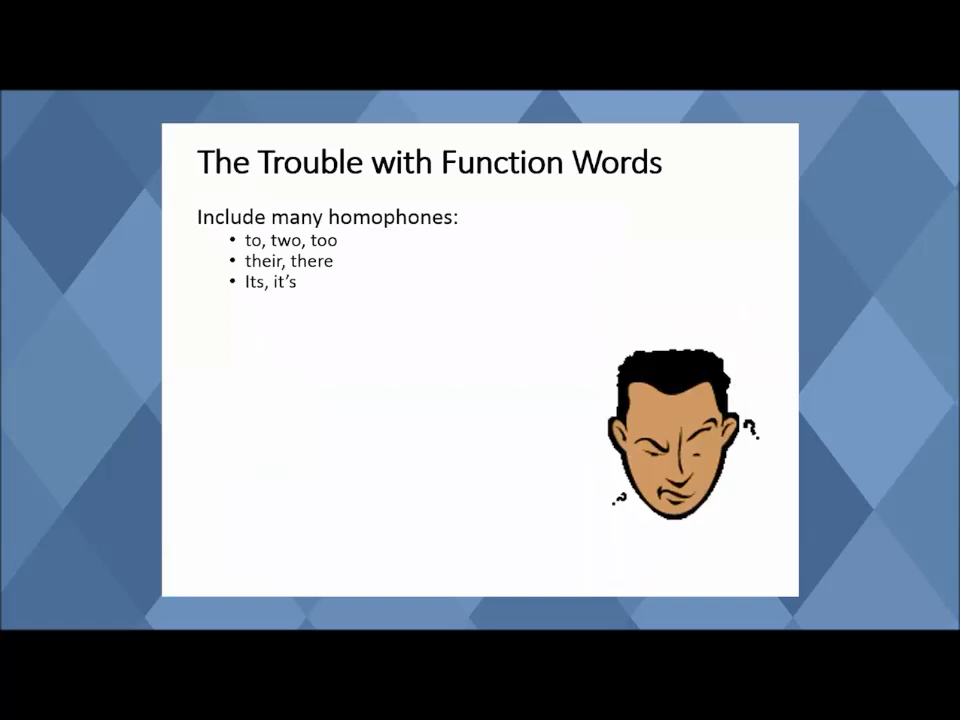 The Trouble with Function Words
Include many homophones:
• to, two, too
• their, there
• Its, it’s
?
?